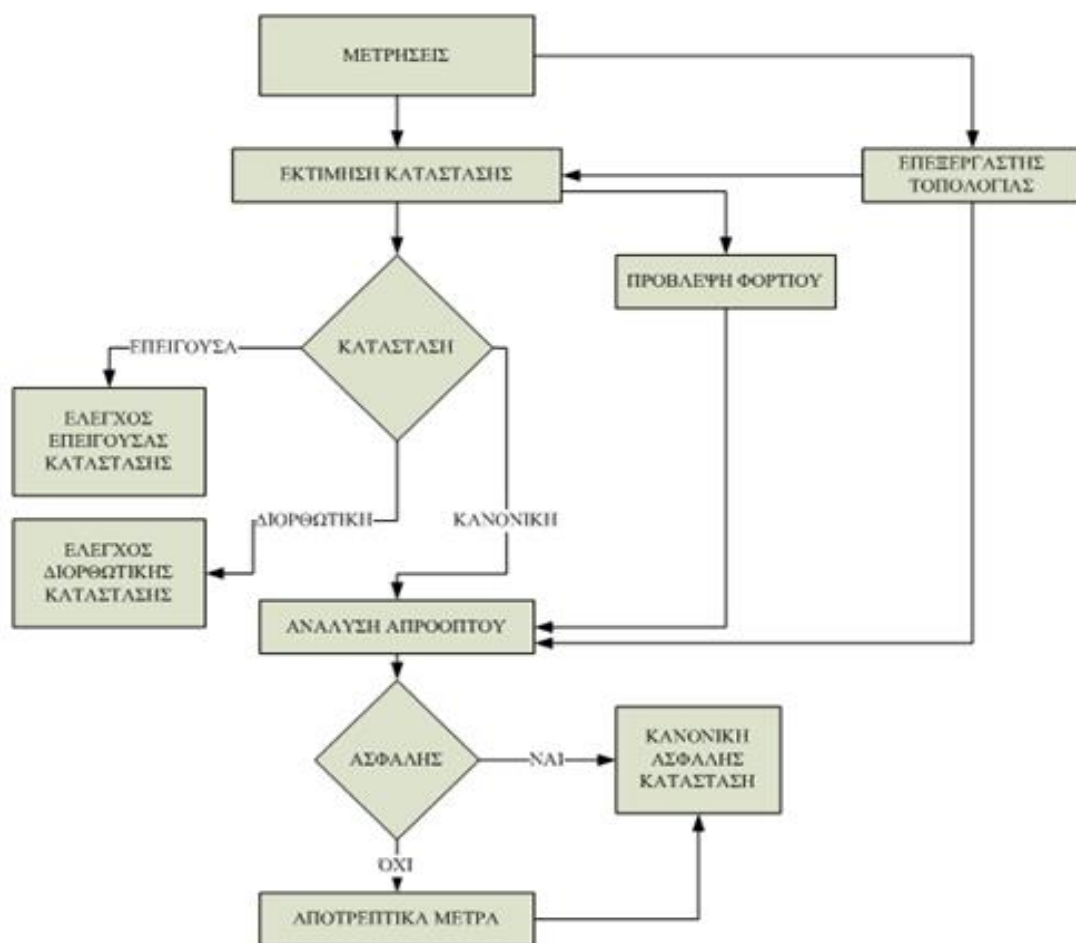 ΜΕΤΡΗΣΕΙΣ
ΕΚΤΙΜΗΣΗ ΚΑΤΑΣΤΑΣΗΣ
ΕΠΕΞΕΡΓΑΣΤΗΣ
ΤΟΠΟΛΟΓΙΑΣ
ΠΡΟΒΛΕΨΗ ΦΟΡΤΙΟΥ
ΕΠΕΙΓΟΥΣΑ
ΚΑΤΑΣΤΑΣΗ
ΕΛΕΓΧΟΣ
ΕΠΕΙΓΟΥΣΑΣ
ΚΑΤΑΣΤΑΣΗΣ
ΔΙΟΡΘΩΤΙΚΗ
ΚΑΝΟΝΙΚΗ
ΕΛΕΓΧΟΣ
ΔΙΟΡΘΩΤΙΚΗΣ
ΚΑΤΑΣΤΑΣΗΣ
ΑΝΑΛΥΣΗ ΑΠΡΟΟΠΤΟΥ
ΑΣΦΑΛΗΣ
ΝΑΙ
ΚΑΝΟΝΙΚΗ
ΑΣΦΑΛΗΣ
ΚΑΤΑΣΤΑΣΗ
ΌΧΙ
ΑΠΟΤΡΕΠΤΙΚΑ ΜΕΤΡΑ